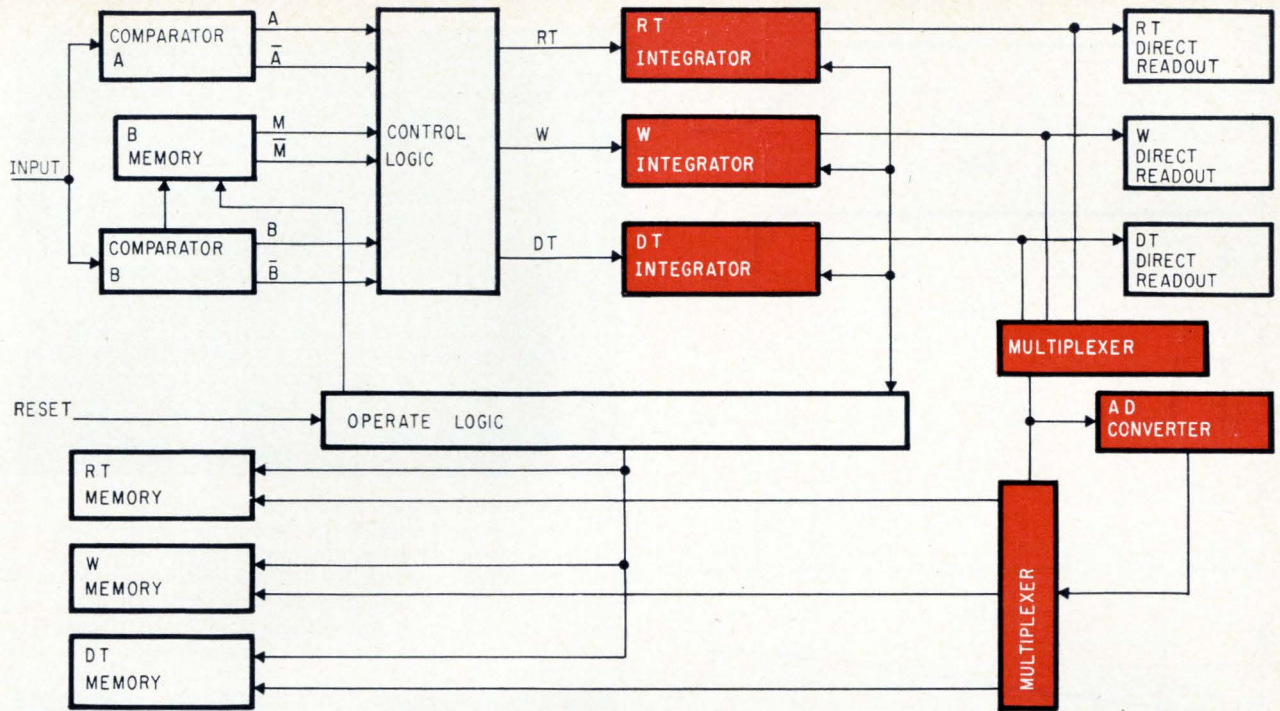 COMPARATOR
A
A
A̅
B
MEMORY
M
M̅
INPUT
COMPARATOR
B
B
B̅
CONTROL
LOGIC
RT
W
DT
RT
INTEGRATOR
W
INTEGRATOR
DT
INTEGRATOR
RT
DIRECT
READOUT
W
DIRECT
READOUT
DT
DIRECT
READOUT
MULTIPLEXER
AD
CONVERTER
RESET
OPERATE LOGIC
RT
MEMORY
W
MEMORY
DT
MEMORY
MULTIPLEXER